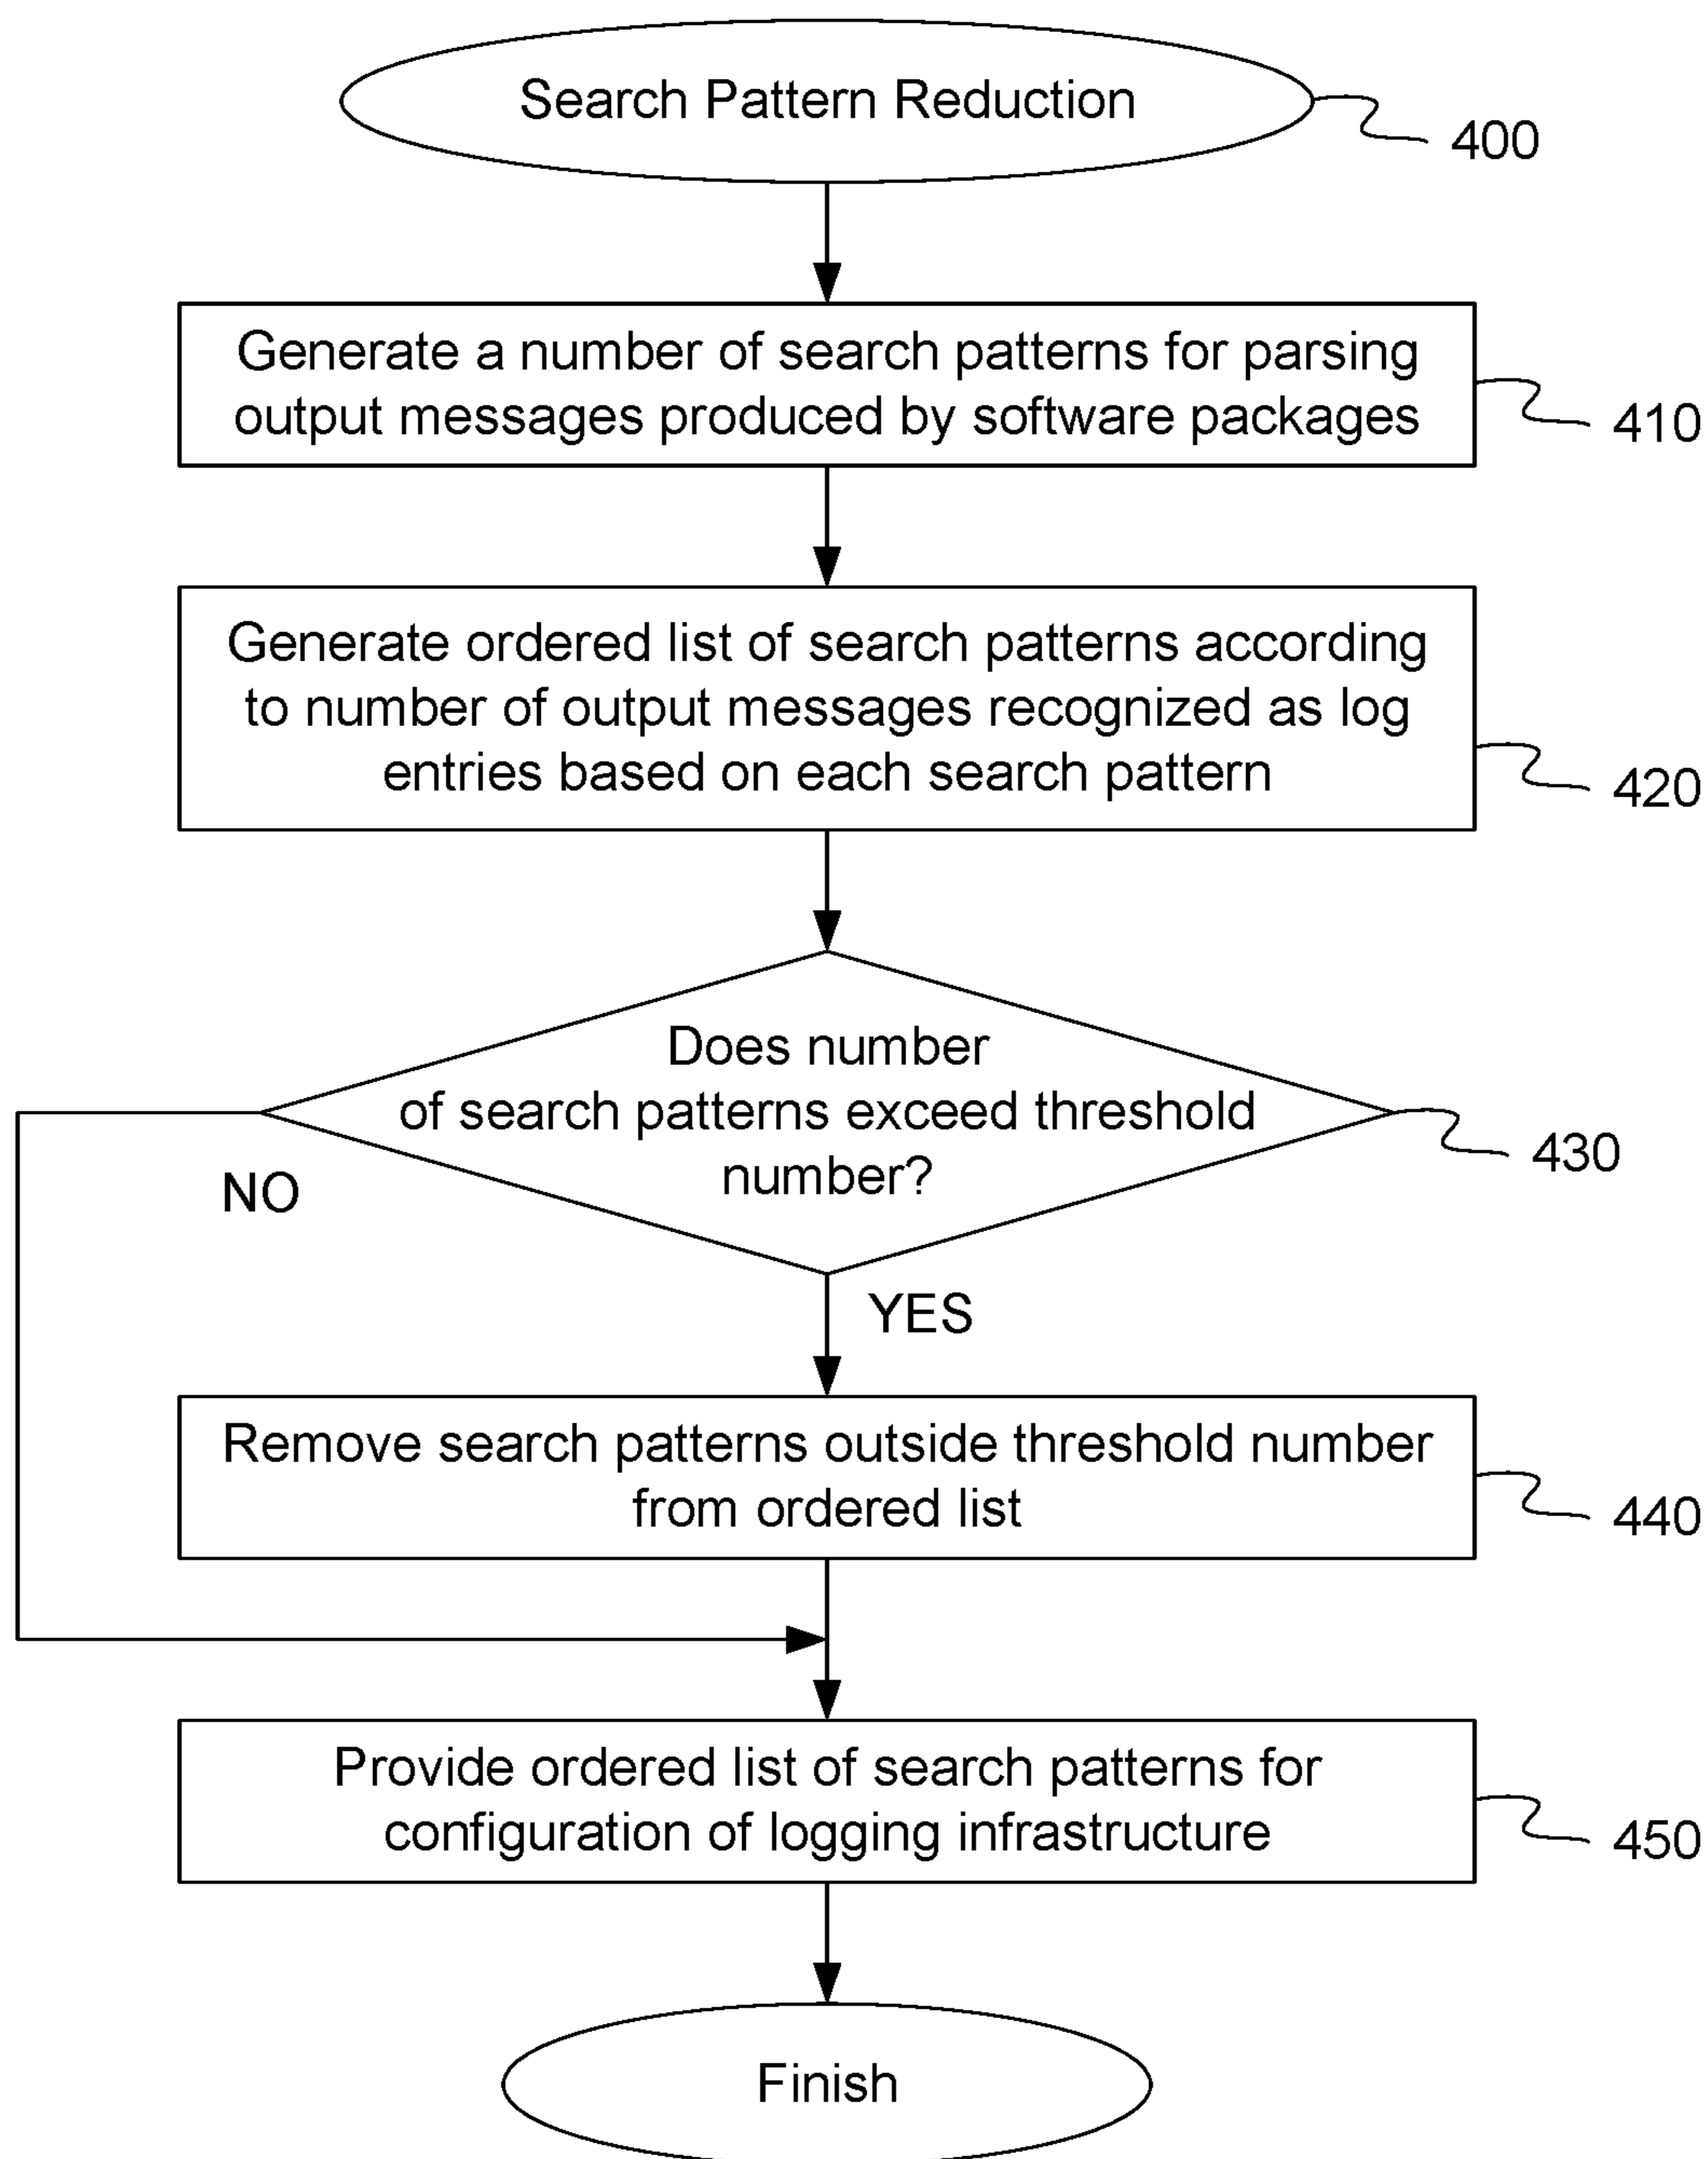 Search Pattern Reduction
400
Generate a number of search patterns for parsing
output messages produced by software packages
410
Generate ordered list of search patterns according
to number of output messages recognized as log
entries based on each search pattern
420
Does number
of search patterns exceed threshold
number?
430
NO
YES
Remove search patterns outside threshold number
from ordered list
440
Provide ordered list of search patterns for
configuration of logging infrastructure
450
Finish